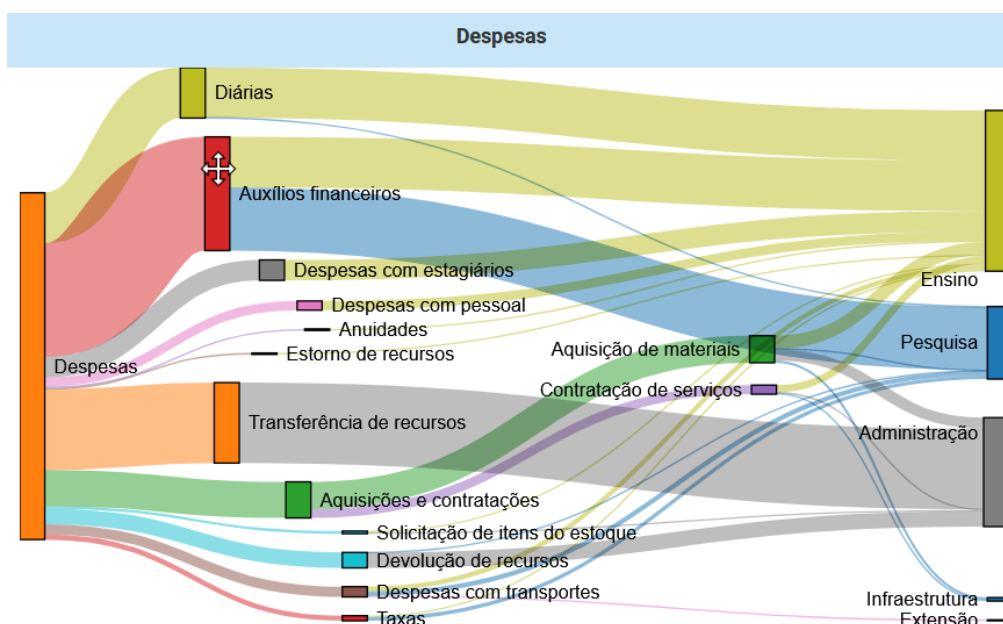 Despesas
Diárias
Auxílios financeiros
Despesas com estagiários
Ensino
Despesas com pessoal
Anuidades
Pesquisa
Aquisição de materiais
Estorno de recursos
Despesas
Contratação de serviços
Transferência de recursos
Administração
Aquisições e contratações
Solicitação de itens do estoque
Devolução de recursos
Despesas com transportes
Infraestrutura
Taxas
Extensão